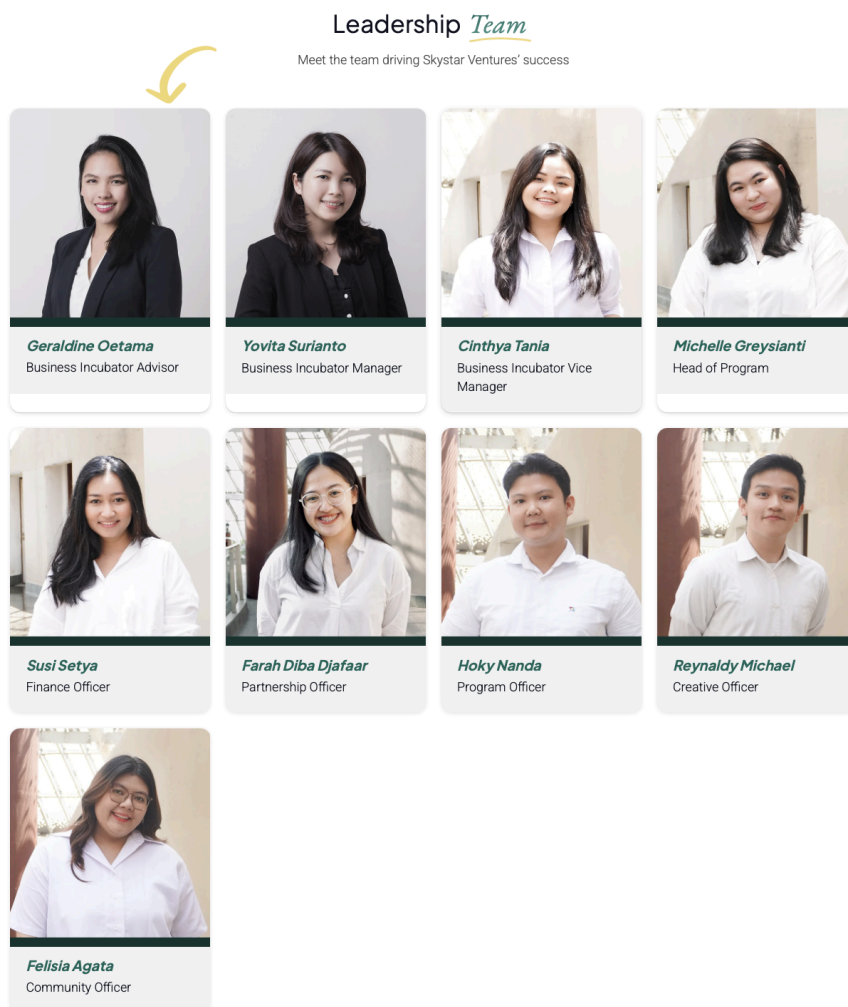 Leadership Team
Meet the team driving Skystar Ventures’ success
Geraldine Oetama
Business Incubator Advisor
Yovita Surianto
Business Incubator Manager
Cinthya Tania
Business Incubator Vice
Manager
Michelle Greysianti
Head of Program
Susi Setya
Finance Officer
Farah Diba Djafaar
Partnership Officer
Hoky Nanda
Program Officer
Reynaldy Michael
Creative Officer
Felisia Agata
Community Officer